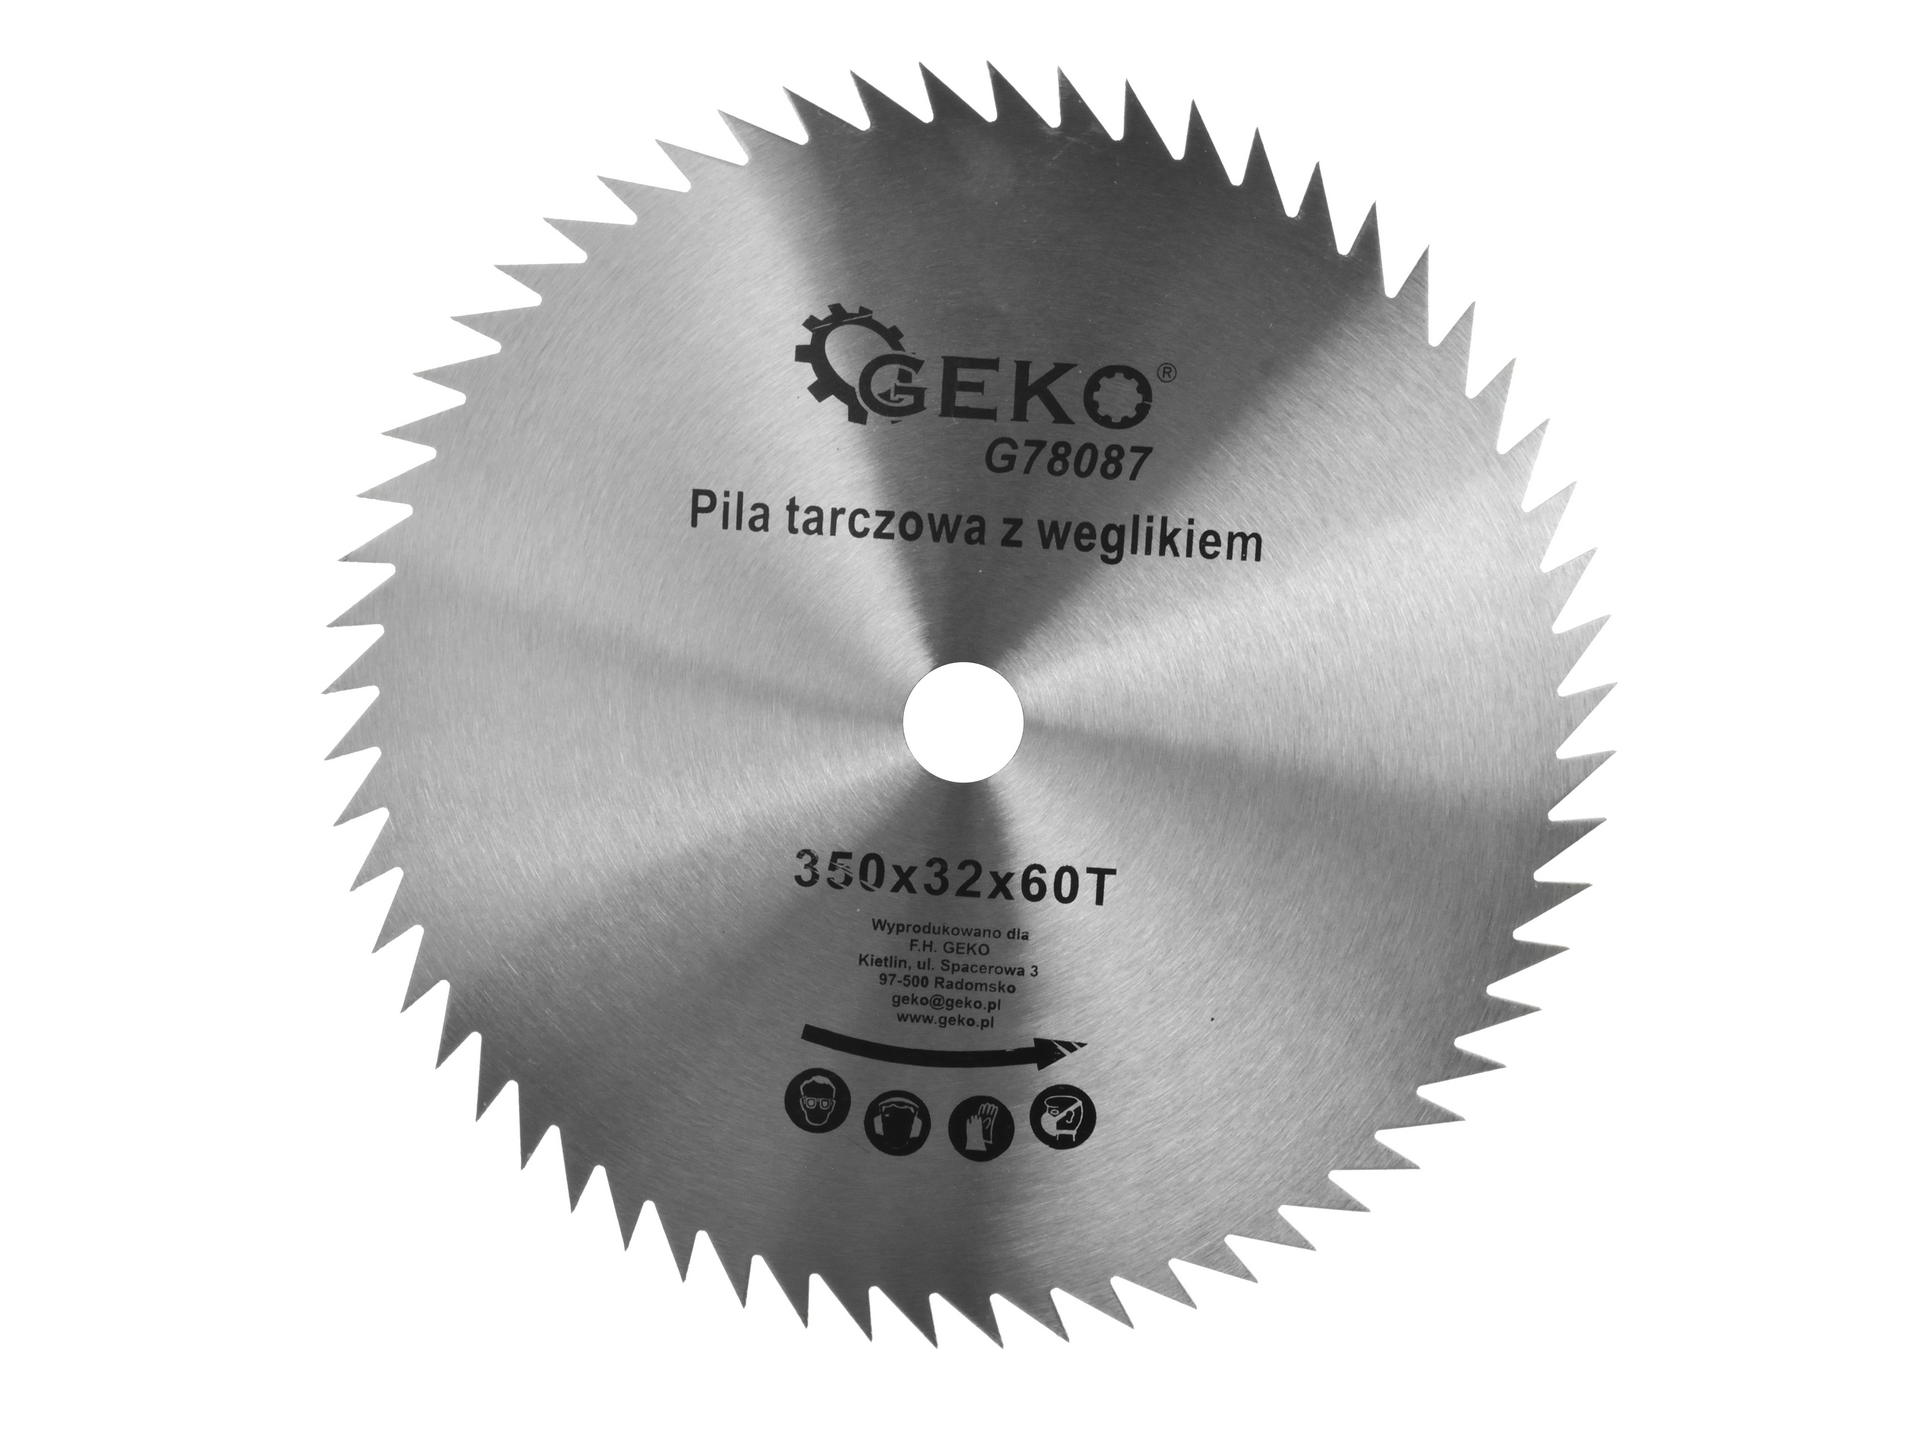 GEKO®
G78087
Pila tarczowa z weglikiem
350x32x60T
Wyprodukowano dla
F.H. GEKO
Kietlin, ul. Spacerowa 3
97-500 Radomsko
geko@geko.pl
www.geko.pl